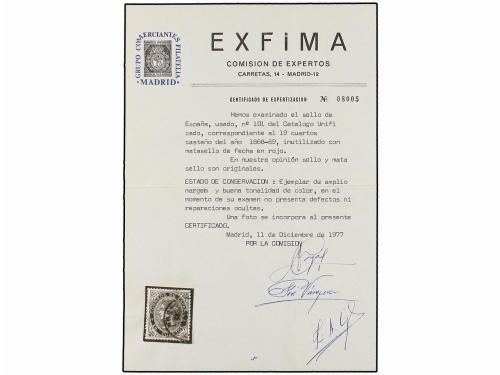 GRUPO COMERCIANTES FILATELIA
MADRID
EXFiMA
COMISION DE EXPERTOS
CARRETAS, 14 - MADRID-12
CERTIFICADO DE EXPERTIZACION Nº 08005
Hemos examinado el sello de
España, usado, nº 101 del Catalogo Unifi
cado, correspondiente al 19 cuartos
castaño del año 1868-69, inutilizado con
matasello de fecha en rojo.
En nuestra opinión sello y mata
sello son originales.
ESTADO DE CONSERVACION : Ejemplar de amplio
nargeb y buena tonalidad de color, en el
momento de su examen no presenta defectos ni
reparaciones ocultas.
Una foto se incorpora al presente
CERTIFICADO.
Madrid, 11 de Diciembre de 1977
POR LA COMISION